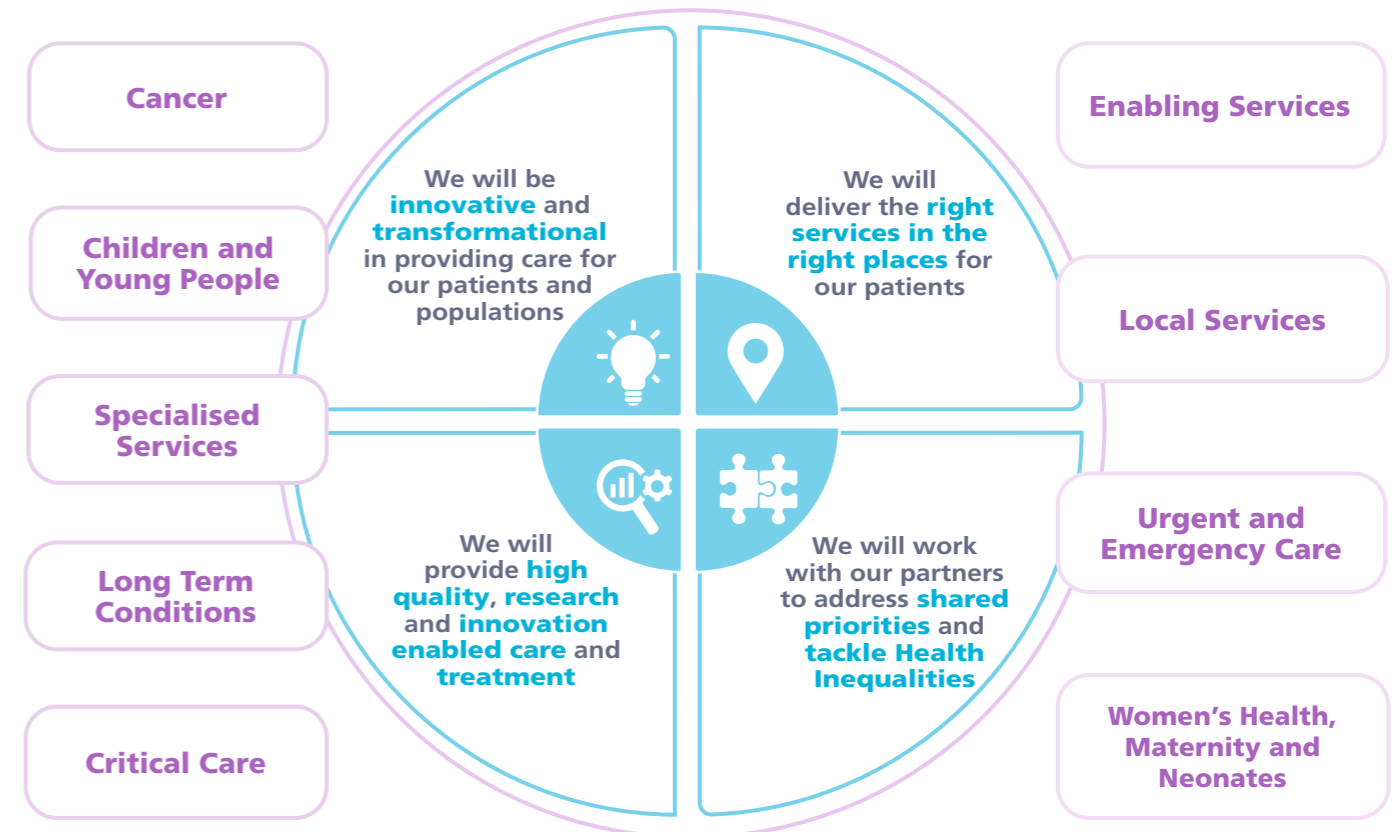 Cancer
Children and
Young People
Specialised
Services
Long Term
Conditions
Critical Care
We will be
innovative and
transformational
in providing care for
our patients and
populations
We will
deliver the right
services in the
right places for
our patients
We will
provide high
quality, research
and innovation
enabled care and
treatment
We will work
with our partners
to address shared
priorities and
tackle Health
Inequalities
Enabling Services
Local Services
Urgent and
Emergency Care
Women’s Health,
Maternity and
Neonates